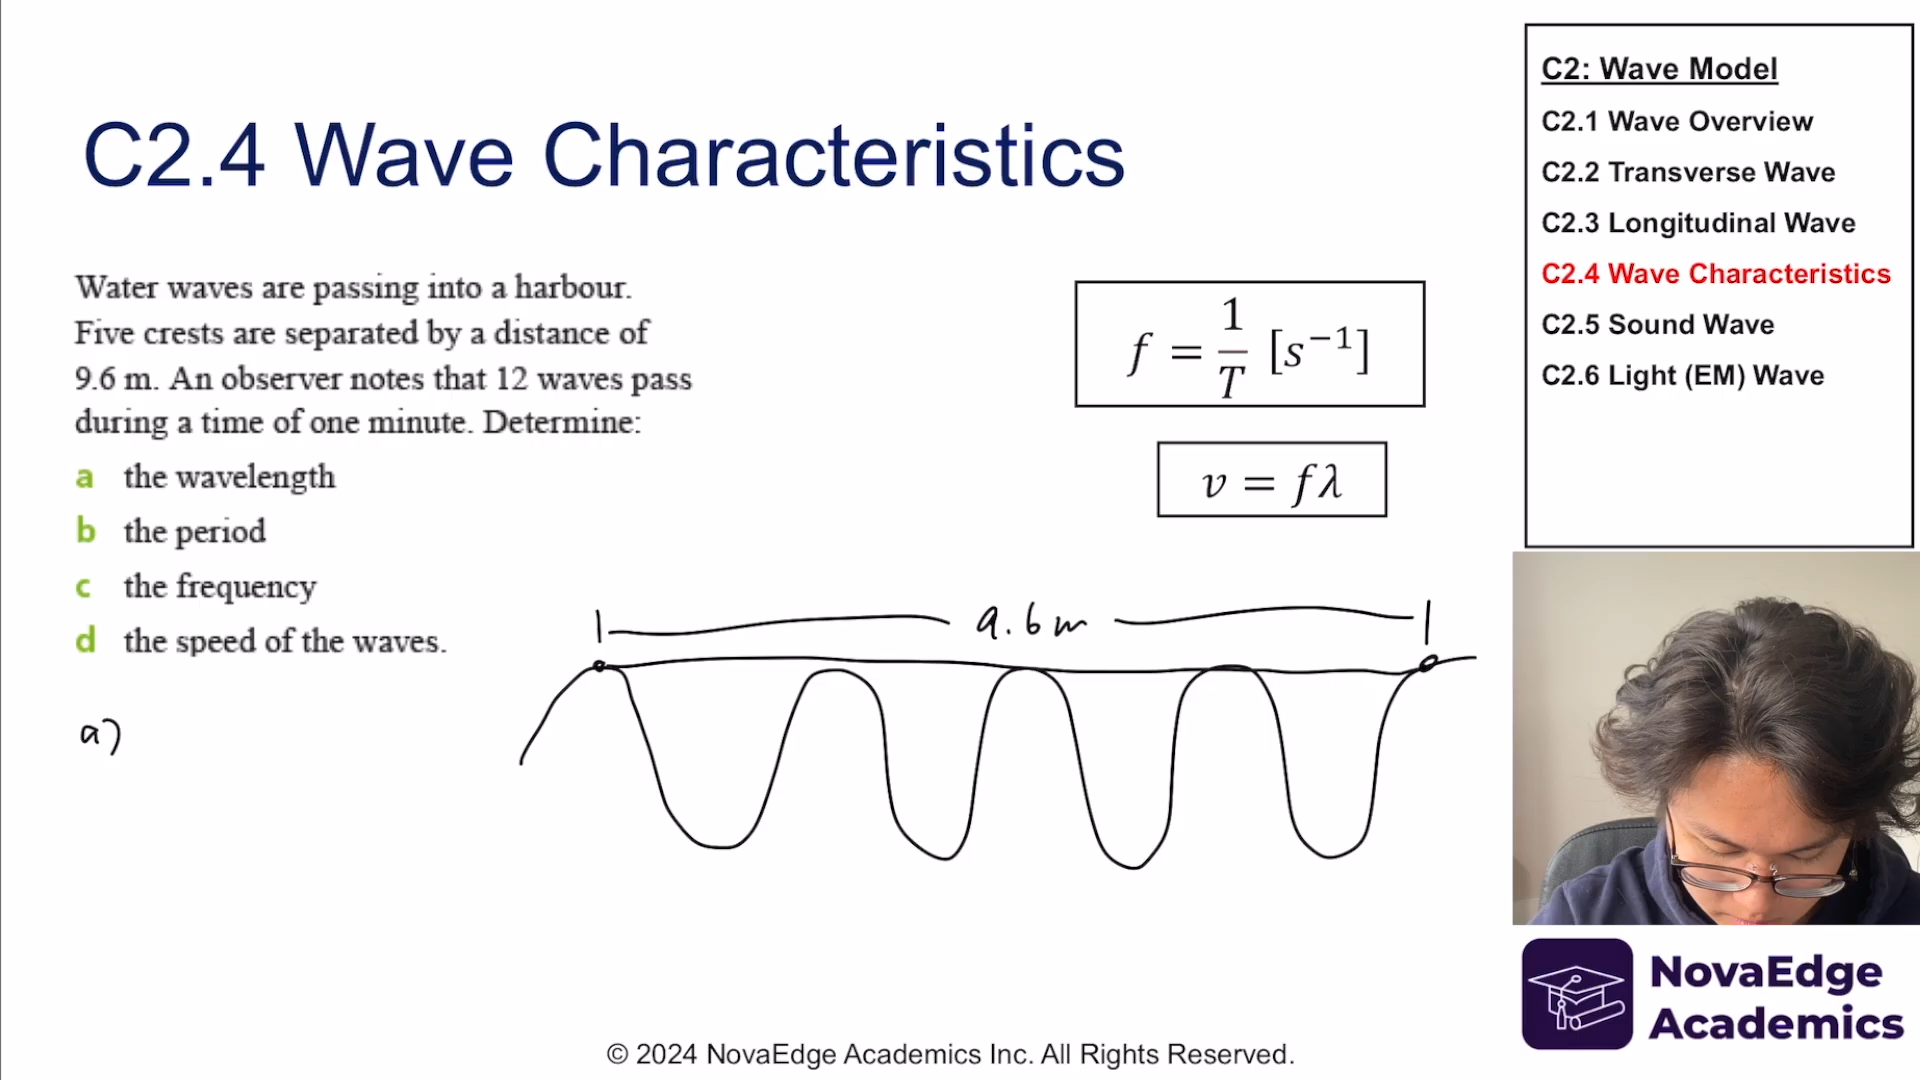 C2.4 Wave Characteristics
Water waves are passing into a harbour.
Five crests are separated by a distance of
9.6 m. An observer notes that 12 waves pass
during a time of one minute. Determine:
a the wavelength
b the period
c the frequency
d the speed of the waves.
a)
f = 1/T [s⁻¹]
v = fλ
9.6m
C2: Wave Model
C2.1 Wave Overview
C2.2 Transverse Wave
C2.3 Longitudinal Wave
C2.4 Wave Characteristics
C2.5 Sound Wave
C2.6 Light (EM) Wave
NovaEdge
Academics
© 2024 NovaEdge Academics Inc. All Rights Reserved.